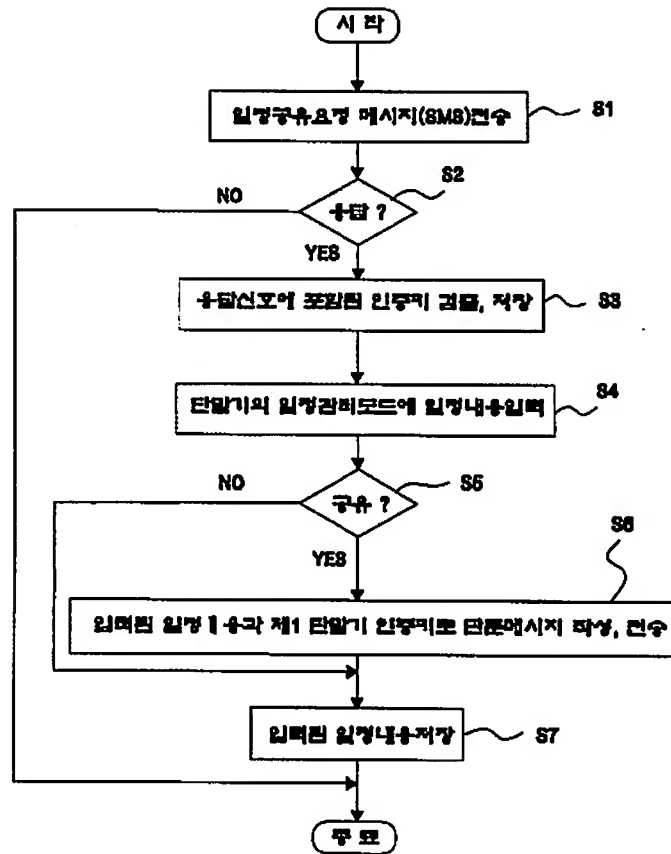 시 작
일정공유요청 메시지(SMS)전송
S1
S2
NO
응답 ?
YES
응답신호에 포함된 인증키 검출, 저장
S3
단말기의 일정관리모드에 일정내용입력
S4
NO
공유 ?
S5
YES
S6
입력된 일정내용과 제1 단말기 인증키로 단문메시지 작성, 전송
입력된 일정내용저장
S7
종 료